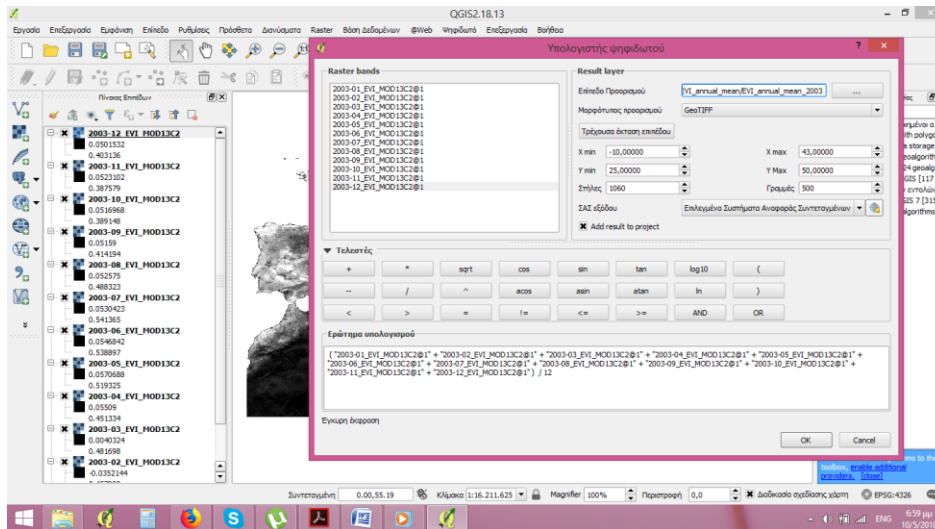 QGIS2.18.13
Εργασία Επεξεργασία Εμφάνιση Επίπεδο Ρυθμίσεις Πρόσθετα Διανύσματα Raster Βάση Δεδομένων @Web Ψηφιδωτό Επεξεργασία Βοήθεια
Πίνακας Επιπέδων
2003-12_EVI_MOD13C2
0.0501532
0.403136
2003-11_EVI_MOD13C2
0.0523102
0.387579
2003-10_EVI_MOD13C2
0.0516968
0.389148
2003-09_EVI_MOD13C2
0.05159
0.414194
2003-08_EVI_MOD13C2
0.052575
0.488323
2003-07_EVI_MOD13C2
0.0530423
0.541365
2003-06_EVI_MOD13C2
0.0546842
0.538897
2003-05_EVI_MOD13C2
0.0570688
0.519325
2003-04_EVI_MOD13C2
0.05509
0.451334
2003-03_EVI_MOD13C2
0.0040324
0.481698
2003-02_EVI_MOD13C2
-0.0352144
Υπολογιστής ψηφιδωτού
Raster bands
2003-01_EVI_MOD13C2@1
2003-02_EVI_MOD13C2@1
2003-03_EVI_MOD13C2@1
2003-04_EVI_MOD13C2@1
2003-05_EVI_MOD13C2@1
2003-06_EVI_MOD13C2@1
2003-07_EVI_MOD13C2@1
2003-08_EVI_MOD13C2@1
2003-09_EVI_MOD13C2@1
2003-10_EVI_MOD13C2@1
2003-11_EVI_MOD13C2@1
2003-12_EVI_MOD13C2@1
Result layer
Επίπεδο Προορισμού VI_annual_mean/EVI_annual_mean_2003 ...
Μορφότυπος προορισμού GeoTIFF
Τρέχουσα έκταση επιπέδου
X min -10,00000 X max 43,00000
Y min 25,00000 Y Max 50,00000
Στήλες 1060 Γραμμές 500
ΣΑΣ εξόδου Επιλεγμένα Συστήματα Αναφοράς Συντεταγμένων
Add result to project
Τελεστές
+ * sqrt cos sin tan log10 (
-- / ^ acos asin atan ln )
< > = != <= >= AND OR
Ερώτημα υπολογισμού
( "2003-01_EVI_MOD13C2@1" + "2003-02_EVI_MOD13C2@1" + "2003-03_EVI_MOD13C2@1" + "2003-04_EVI_MOD13C2@1" + "2003-05_EVI_MOD13C2@1" +
"2003-06_EVI_MOD13C2@1" + "2003-07_EVI_MOD13C2@1" + "2003-08_EVI_MOD13C2@1" + "2003-09_EVI_MOD13C2@1" + "2003-10_EVI_MOD13C2@1" +
"2003-11_EVI_MOD13C2@1" + "2003-12_EVI_MOD13C2@1" ) / 12
Έγκυρη έκφραση
OK Cancel
toolbox, enable additional
providers. [close]
Συντεταγμένη 0.00,55.19 Κλίμακα 1:16.211.625 Magnifier 100% Περιστροφή 0,0 Διαδικασία σχεδίασης χάρτη EPSG:4326
ENG 6:59 μμ